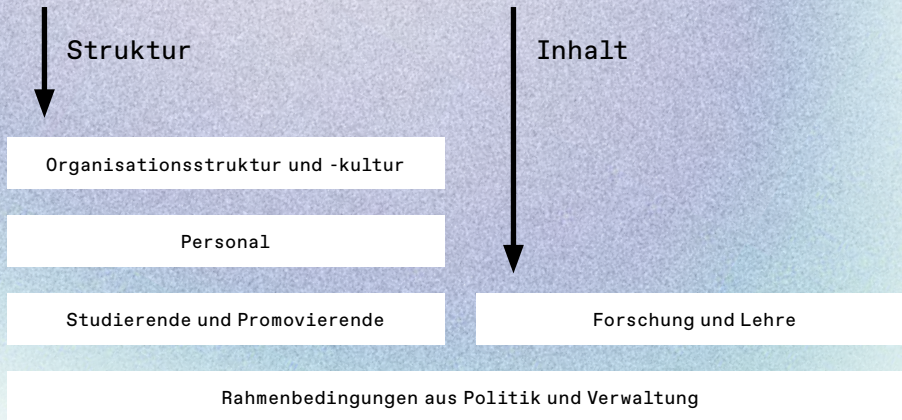 Struktur
Inhalt
Organisationsstruktur und -kultur
Personal
Studierende und Promovierende
Forschung und Lehre
Rahmenbedingungen aus Politik und Verwaltung